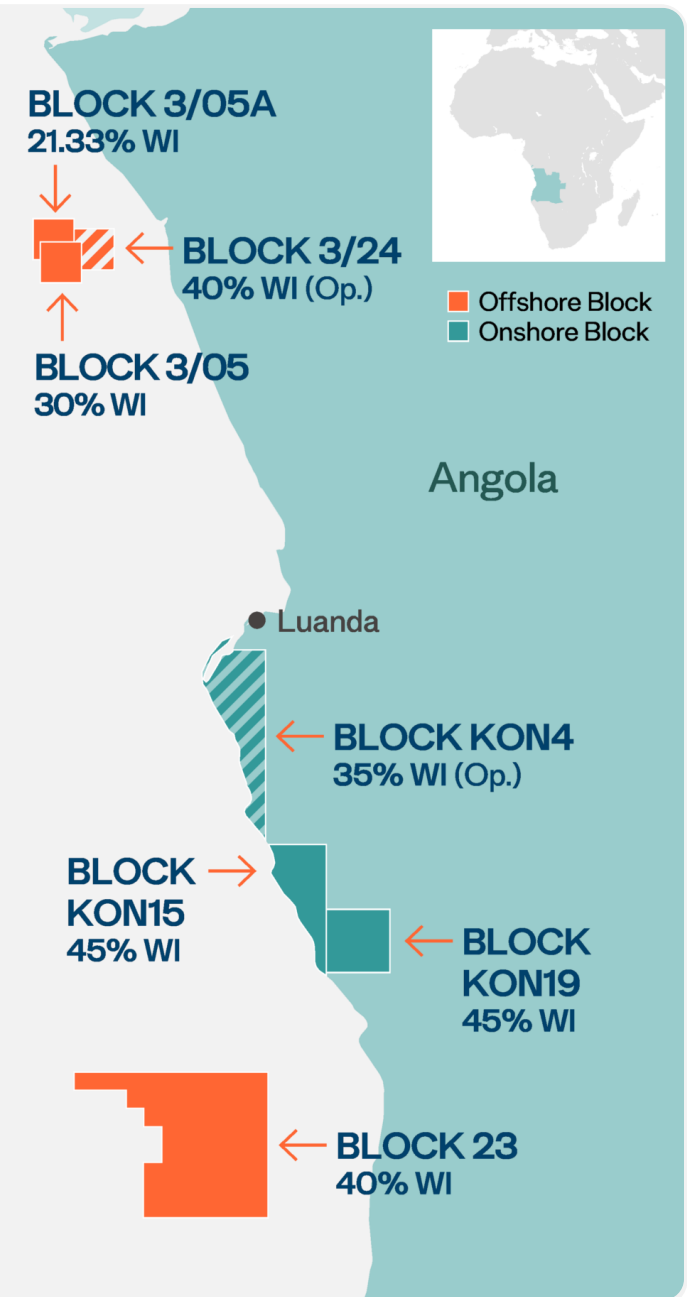 BLOCK 3/05A
21.33% WI
BLOCK 3/24
40% WI (Op.)
BLOCK 3/05
30% WI
Offshore Block
Onshore Block
Angola
Luanda
BLOCK KON4
35% WI (Op.)
BLOCK
KON15
45% WI
BLOCK
KON19
45% WI
BLOCK 23
40% WI